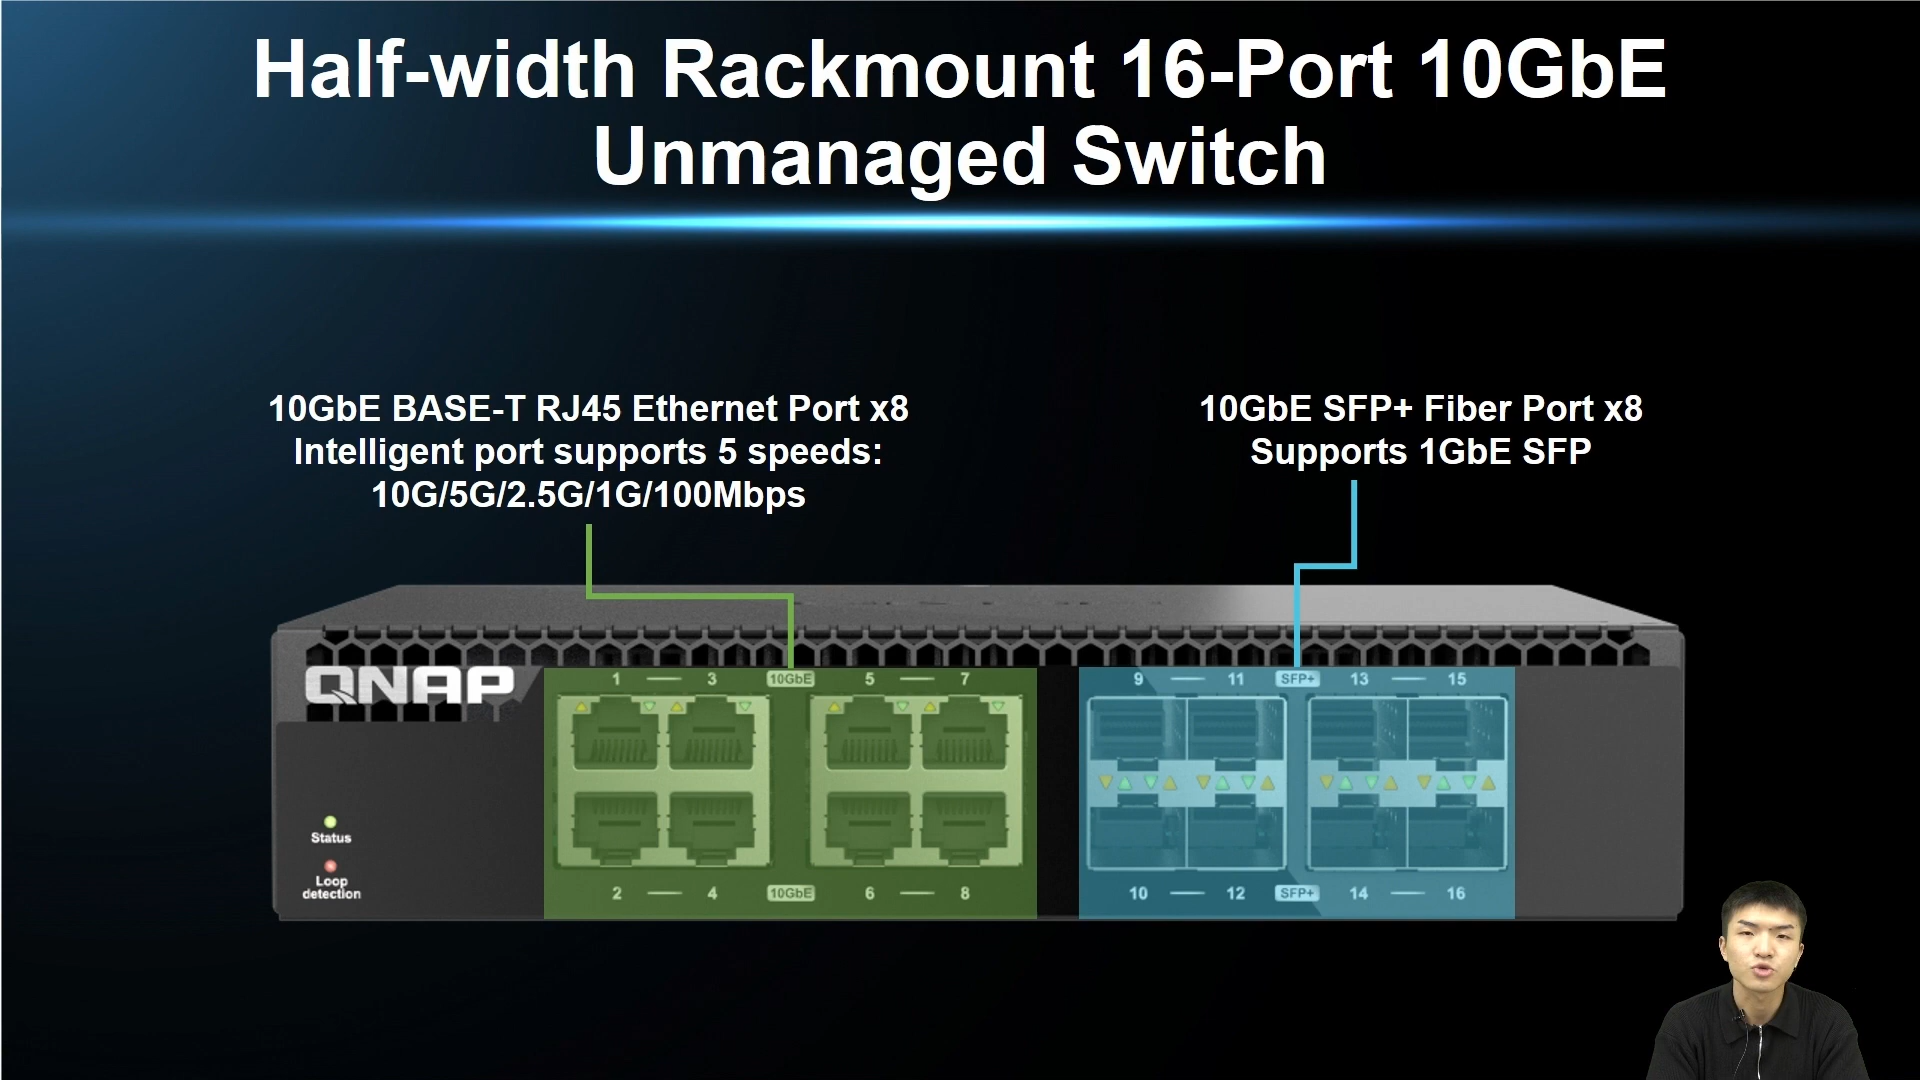 Half-width Rackmount 16-Port 10GbE
Unmanaged Switch
10GbE BASE-T RJ45 Ethernet Port x8
Intelligent port supports 5 speeds:
10G/5G/2.5G/1G/100Mbps
10GbE SFP+ Fiber Port x8
Supports 1GbE SFP
QNAP
1 3 10GbE 5 7
9 11 SFP+ 13 15
Status
Loop
detection
2 4 10GbE 6 8
10 12 SFP+ 14 16